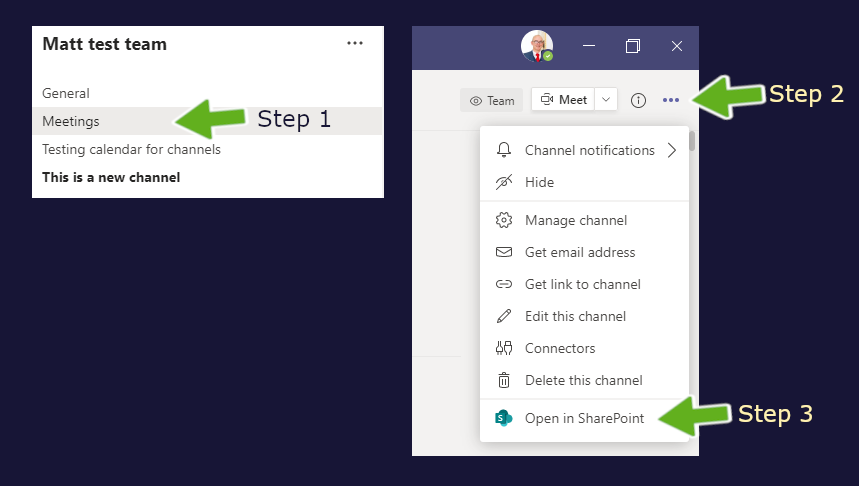 Matt test team
General
Meetings
Step 1
Testing calendar for channels
This is a new channel
Team
Meet
Step 2
Channel notifications
Hide
Manage channel
Get email address
Get link to channel
Edit this channel
Connectors
Delete this channel
S
Open in SharePoint
Step 3